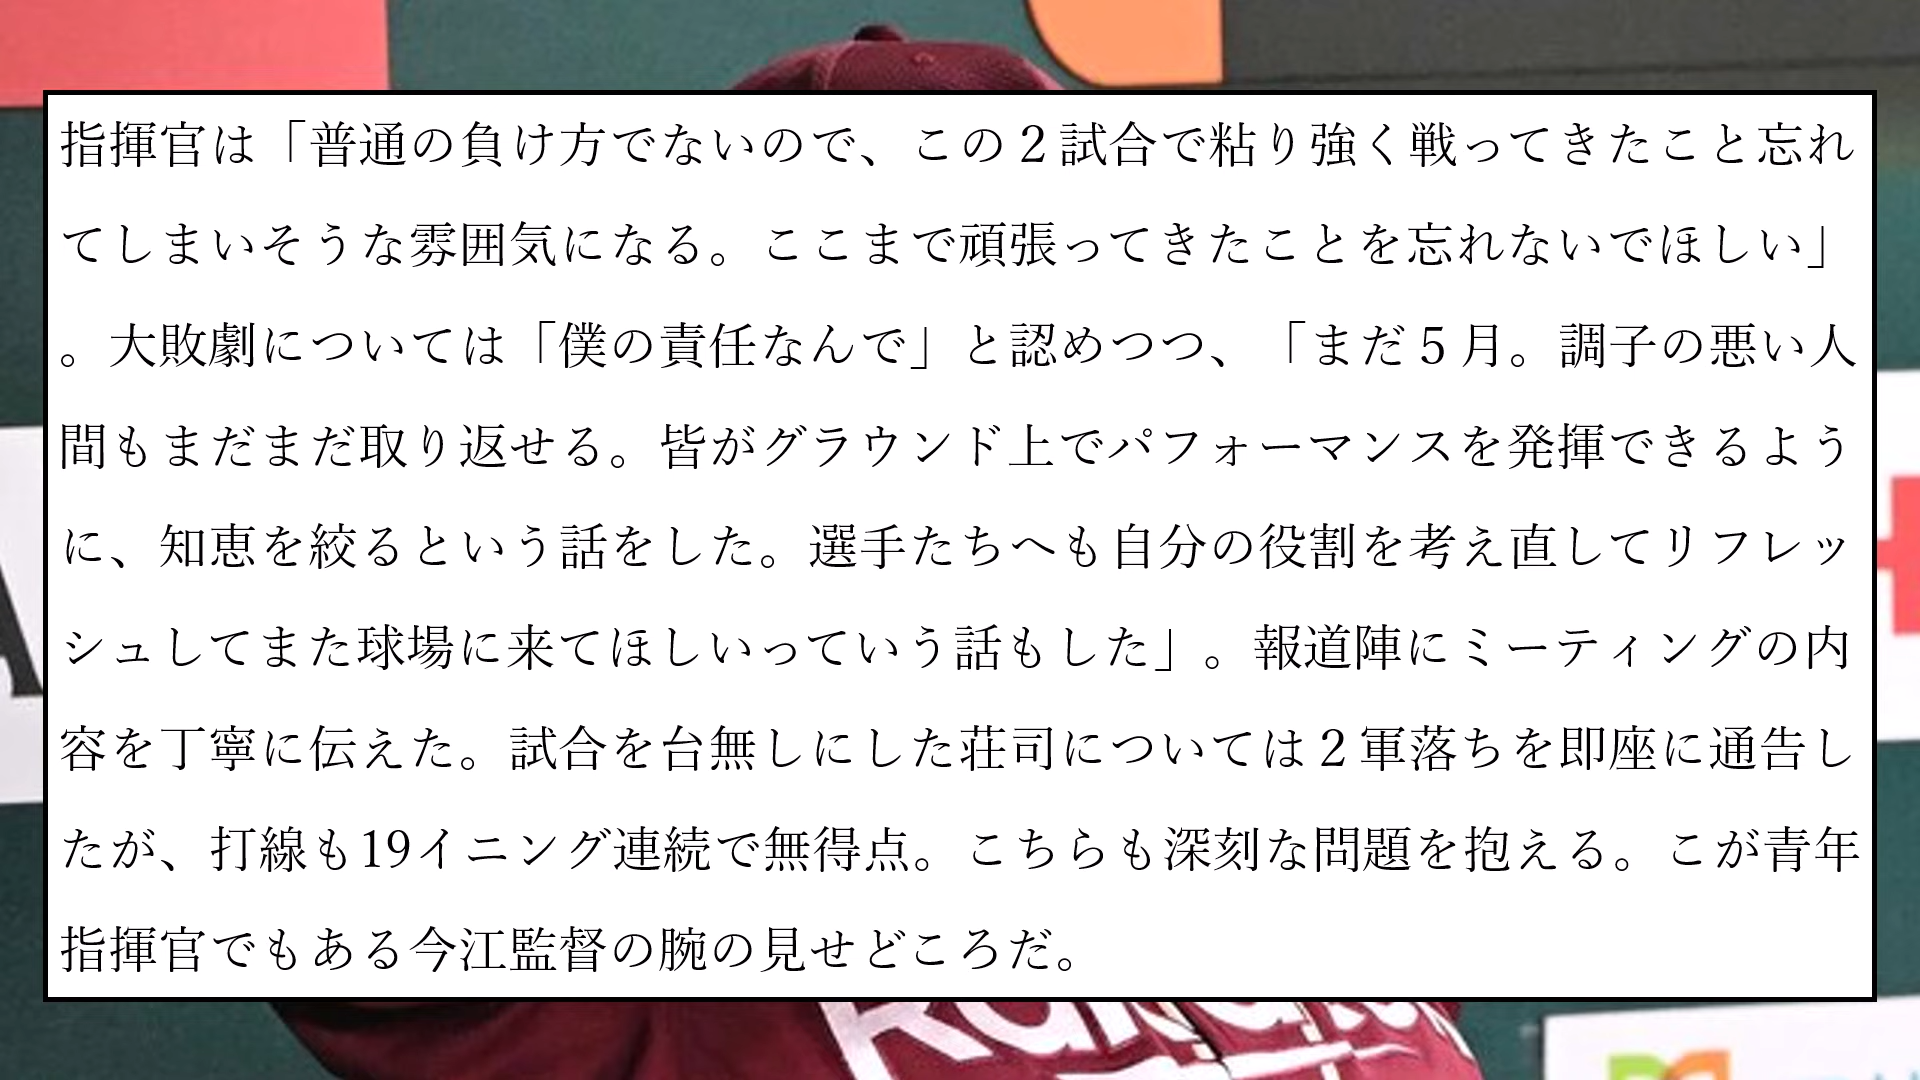 指揮官は「普通の負け方でないので、この２試合で粘り強く戦ってきたこと忘れ
てしまいそうな雰囲気になる。ここまで頑張ってきたことを忘れないでほしい」
。大敗劇については「僕の責任なんで」と認めつつ、「まだ５月。調子の悪い人
間もまだまだ取り返せる。皆がグラウンド上でパフォーマンスを発揮できるよう
に、知恵を絞るという話をした。選手たちへも自分の役割を考え直してリフレッ
シュしてまた球場に来てほしいっていう話もした」。報道陣にミーティングの内
容を丁寧に伝えた。試合を台無しにした荘司については２軍落ちを即座に通告し
たが、打線も19イニング連続で無得点。こちらも深刻な問題を抱える。こが青年
指揮官でもある今江監督の腕の見せどころだ。
Rakuten